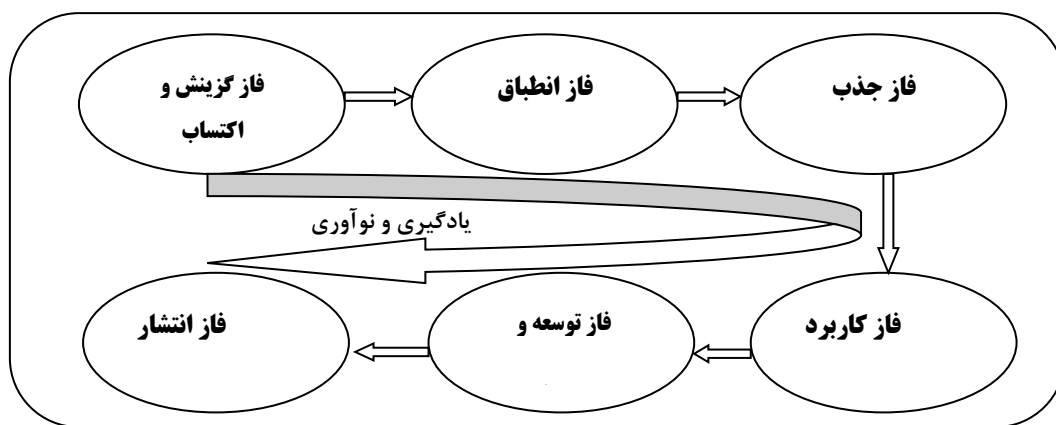 فاز گزینش و
اکتساب
فاز انطباق
فاز جذب
یادگیری و نوآوری
فاز کاربرد
فاز توسعه و
فاز انتشار